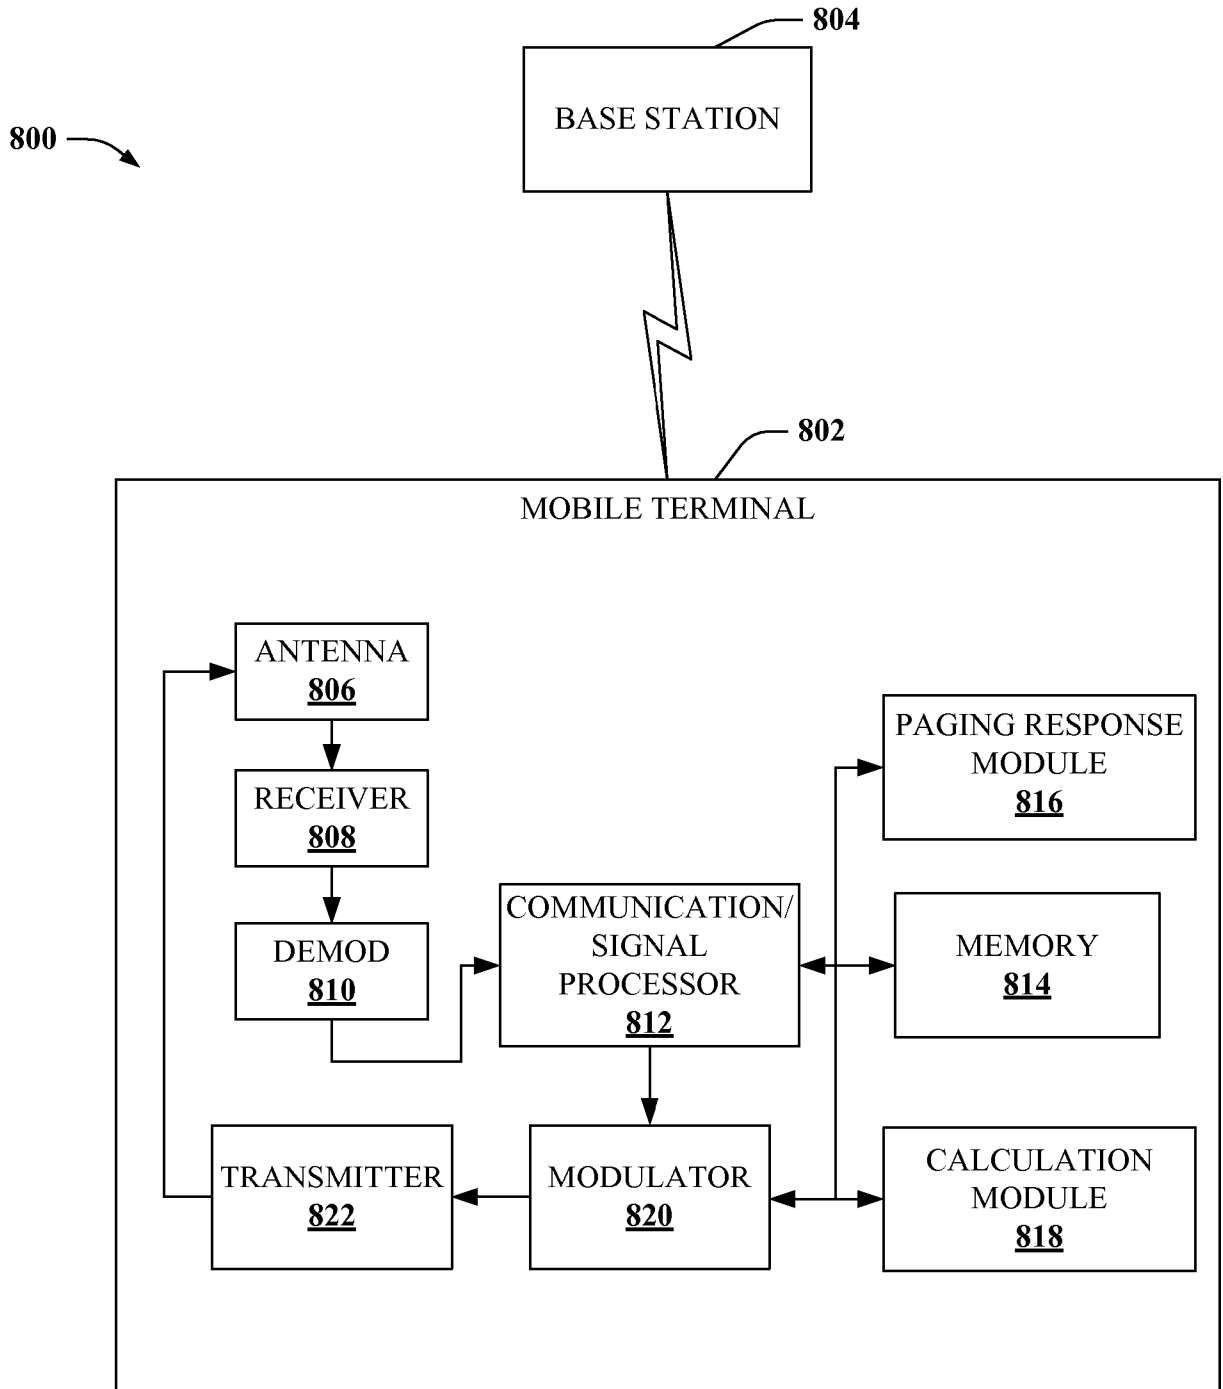 804
BASE STATION
800
802
MOBILE TERMINAL
ANTENNA
806
RECEIVER
808
DEMOD
810
COMMUNICATION/
SIGNAL
PROCESSOR
812
PAGING RESPONSE
MODULE
816
MEMORY
814
TRANSMITTER
822
MODULATOR
820
CALCULATION
MODULE
818